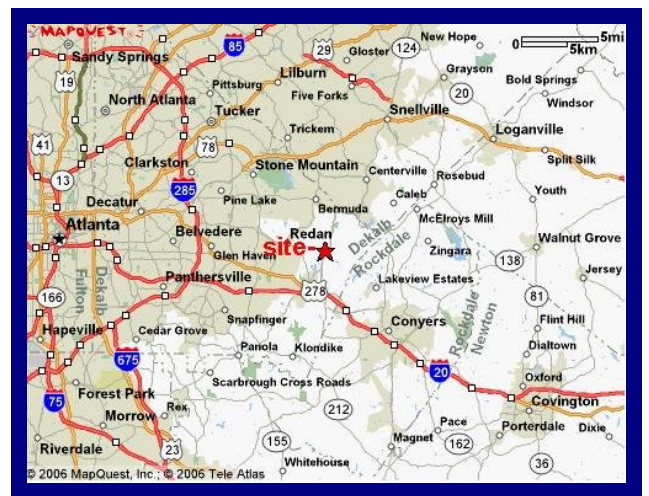 MAPQUEST
New Hope
5mi
0
5km
85
29
Gloster
124
Sandy Springs
Lilburn
Grayson
Bold Springs
19
Pittsburg
Five Forks
20
Windsor
North Atlanta
Tucker
Snellville
Loganville
Trickem
41
78
Clarkston
Stone Mountain
Centerville
Rosebud
Split Silk
13
285
Pine Lake
Caleb
Youth
Decatur
Bermuda
McElroys Mill
Atlanta
Belvedere
Redan
Dekalb
Rockdale
Walnut Grove
site
Glen Haven
Zingara
138
Jersey
Dekalb
Fulton
Panthersville
278
Lakeview Estates
166
81
Rockdale
Newton
Snapfinger
Conyers
Flint Hill
Hapeville
Cedar Grove
Panola
Klondike
Dialtown
675
20
Oxford
Scarbrough Cross Roads
Forest Park
75
Covington
Rex
212
Morrow
Pace
Porterdale
Dixie
23
155
Magnet
162
Riverdale
Whitehouse
36
© 2006 MapQuest, Inc.; © 2006 Tele Atlas